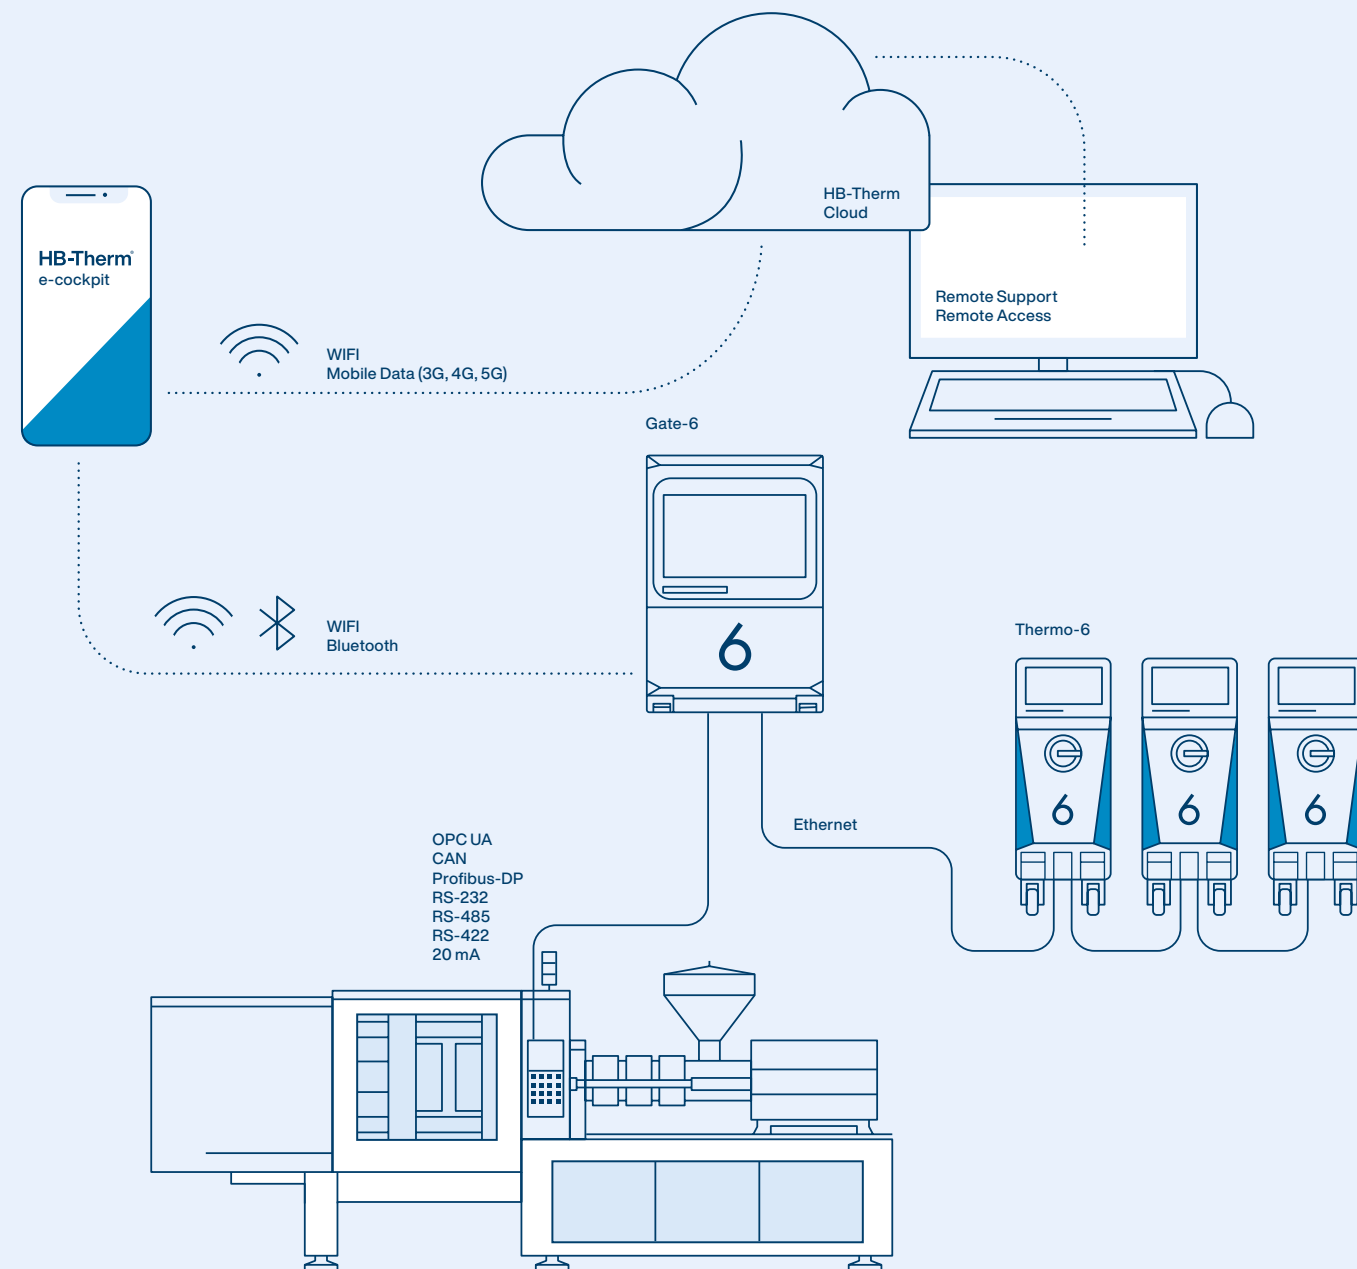 HB-Therm
Cloud
HB-Therm®
e-cockpit
Remote Support
Remote Access
WIFI
Mobile Data (3G, 4G, 5G)
Gate-6
6
WIFI
Bluetooth
Thermo-6
6
6
6
Ethernet
OPC UA
CAN
Profibus-DP
RS-232
RS-485
RS-422
20 mA